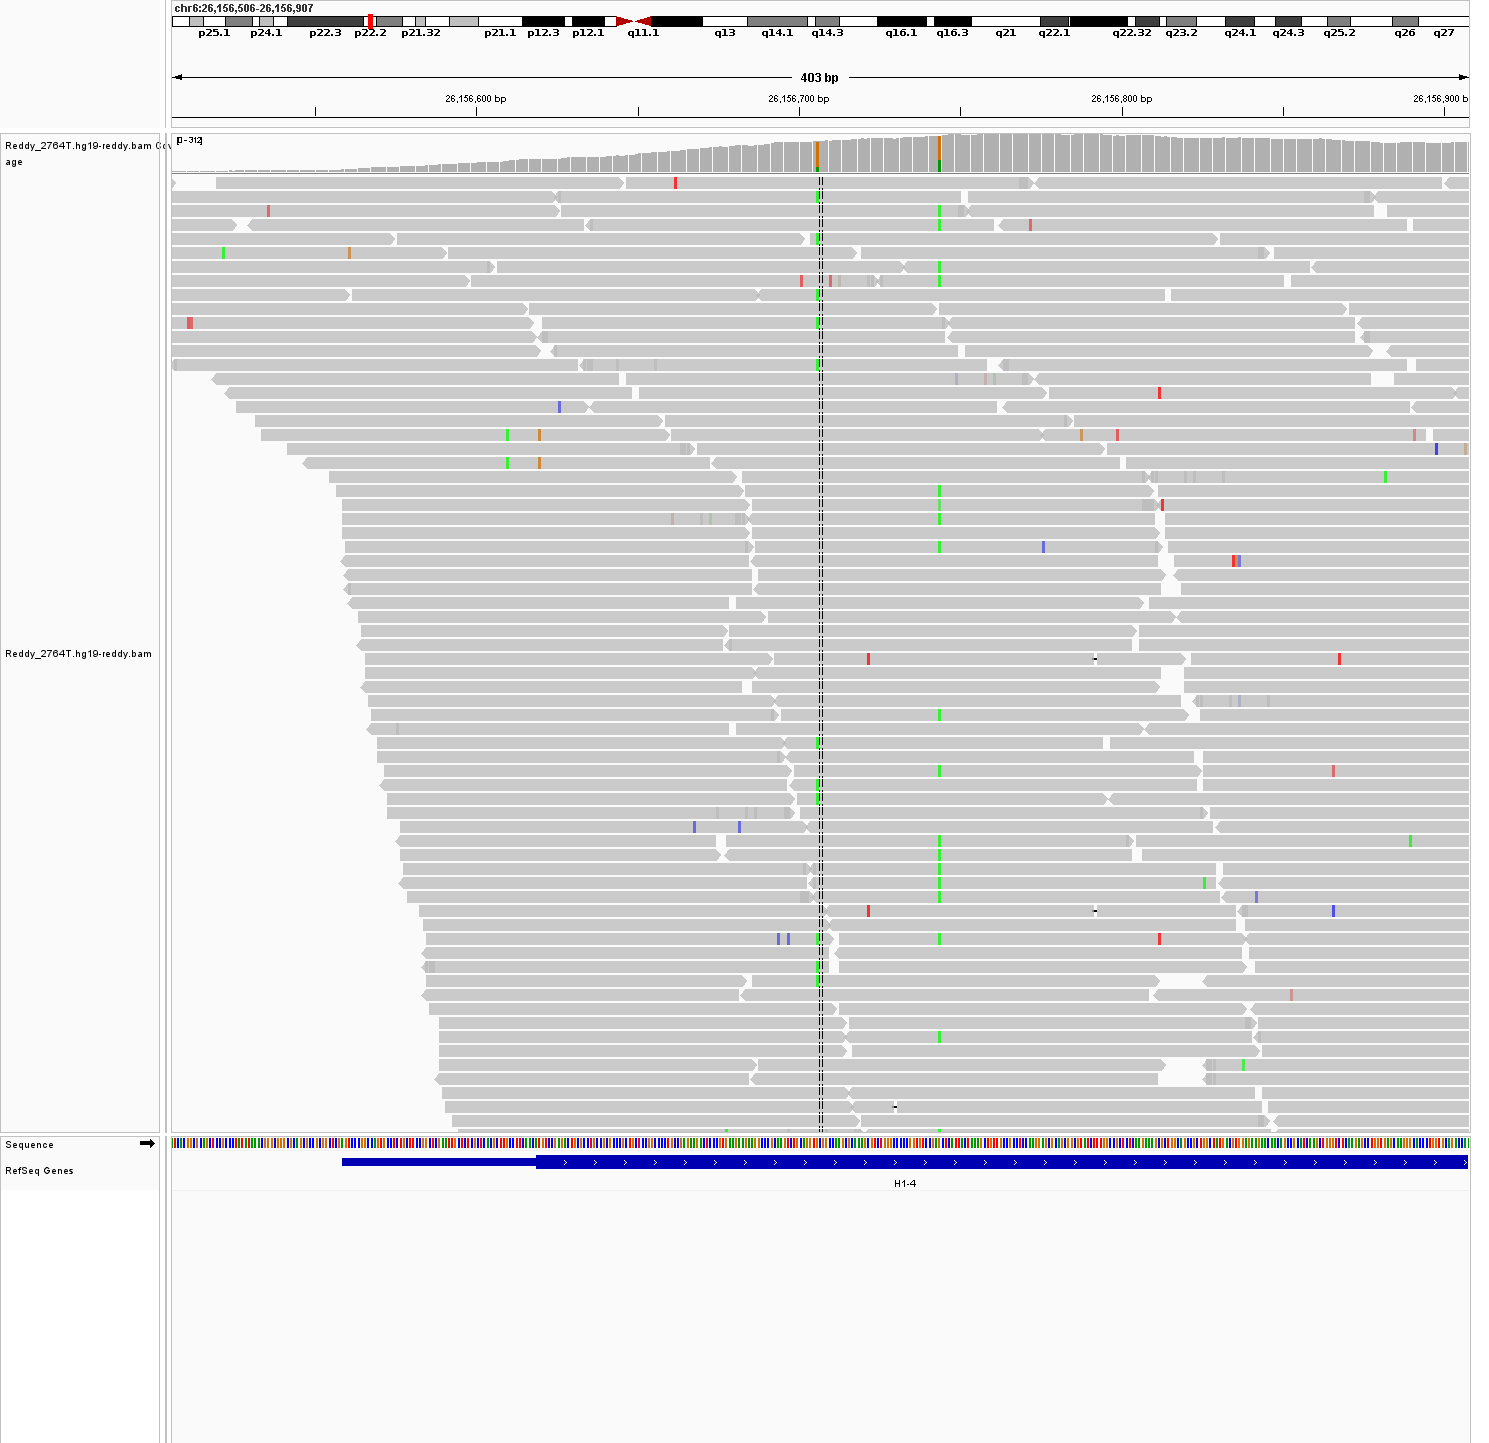 chr6:26,156,506-26,156,907
p25.1 p24.1 p22.3 p22.2 p21.32 p21.1 p12.3 p12.1 q11.1 q13 q14.1 q14.3 q16.1 q16.3 q21 q22.1 q22.32 q23.2 q24.1 q24.3 q25.2 q26 q27
403 bp
26,156,600 bp 26,156,700 bp 26,156,800 bp 26,156,900 b
[0-312]
Reddy_2764T.hg19-reddy.bam Cov
age
Reddy_2764T.hg19-reddy.bam
Sequence
RefSeq Genes
H1-4